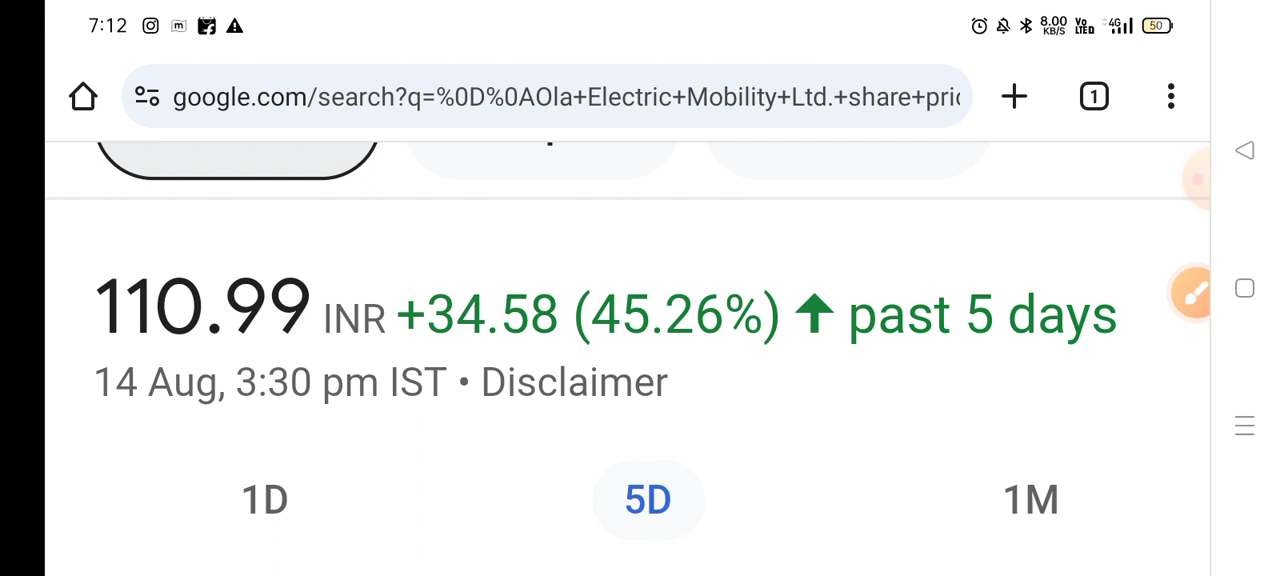 7:12 m 8.00 KB/S Vo LTED 4G 50
google.com/search?q=%0D%0AOla+Electric+Mobility+Ltd.+share+pric
1
110.99 INR +34.58 (45.26%) ↑ past 5 days
14 Aug, 3:30 pm IST • Disclaimer
1D 5D 1M